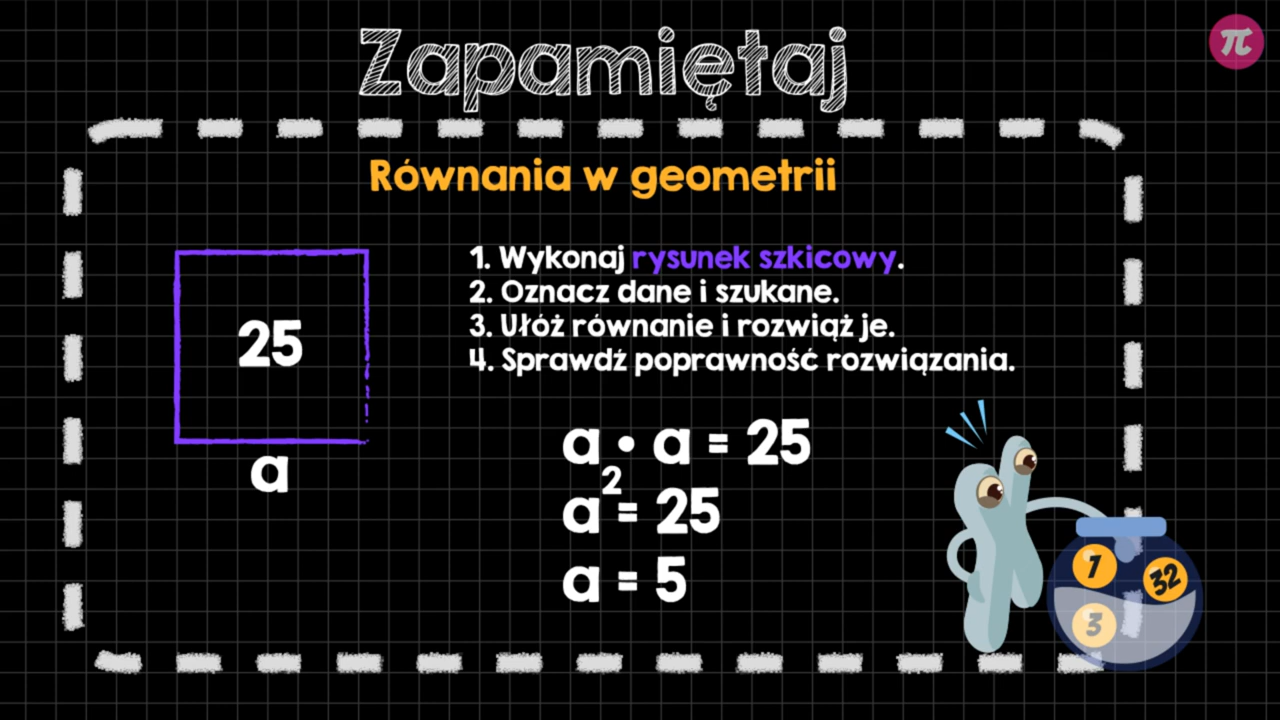 Zapamiętaj
π
Równania w geometrii
25
a
1. Wykonaj rysunek szkicowy.
2. Oznacz dane i szukane.
3. Ułóż równanie i rozwiąż je.
4. Sprawdź poprawność rozwiązania.
a • a = 25
a² = 25
a = 5
7
32
3